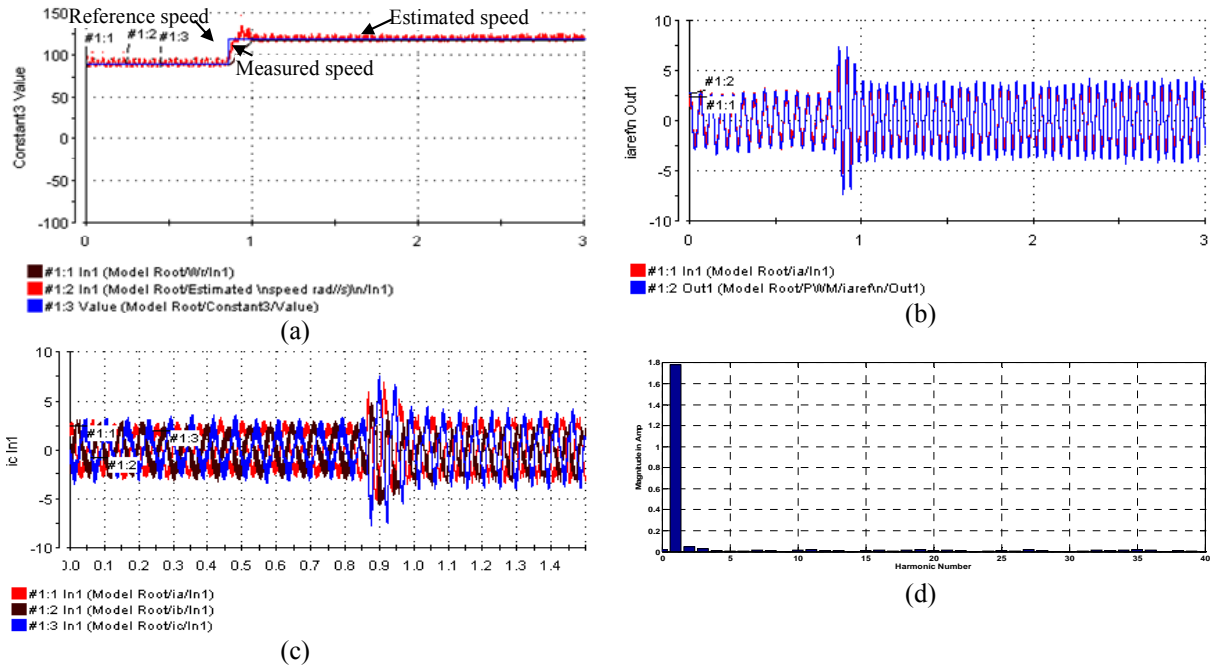 Reference speed
Estimated speed
Measured speed
#1:1
#1:2
#1:3
Constant3 Value
150
100
50
0
-50
-100
0
1
2
3
#1:1 In1 (Model Root/Wr/In1)
#1:2 In1 (Model Root/Estimated \nspeed rad//s)\n/In1)
#1:3 Value (Model Root/Constant3/Value)
(a)
iaref\n Out1
10
5
0
-5
-10
#1:2
#1:1
0
1
2
3
#1:1 In1 (Model Root/ia/In1)
#1:2 Out1 (Model Root/PWM/iaref\n/Out1)
(b)
ic In1
10
5
0
-5
-10
#1:1
#1:3
#1:2
0.0 0.1 0.2 0.3 0.4 0.5 0.6 0.7 0.8 0.9 1.0 1.1 1.2 1.3 1.4
#1:1 In1 (Model Root/ia/In1)
#1:2 In1 (Model Root/ib/In1)
#1:3 In1 (Model Root/ic/In1)
(c)
Magnitude in Amp
1.8
1.6
1.4
1.2
1
0.8
0.6
0.4
0.2
0
0 5 10 15 20 25 30 35 40
Harmonic Number
(d)